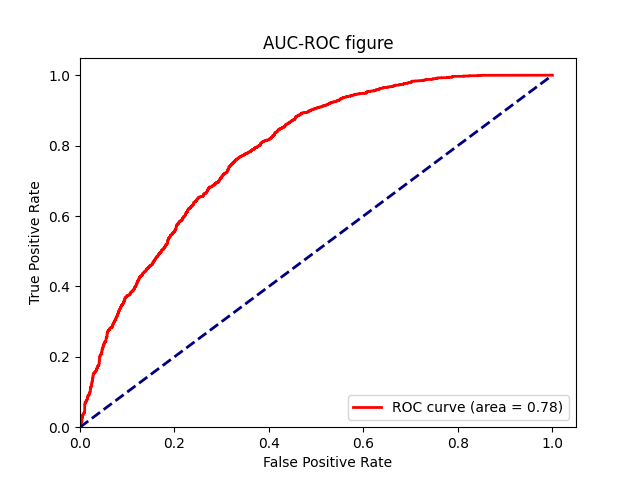 AUC-ROC figure
1.0
0.8
0.6
0.4
0.2
0.0
True Positive Rate
ROC curve (area = 0.78)
0.0 0.2 0.4 0.6 0.8 1.0
False Positive Rate